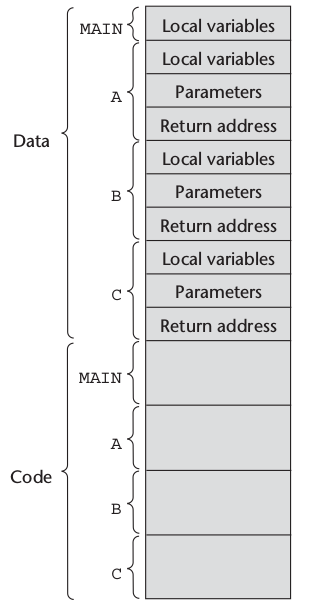 MAIN
Local variables
Local variables
A
Parameters
Return address
Data
Local variables
B
Parameters
Return address
Local variables
C
Parameters
Return address
MAIN
A
Code
B
C